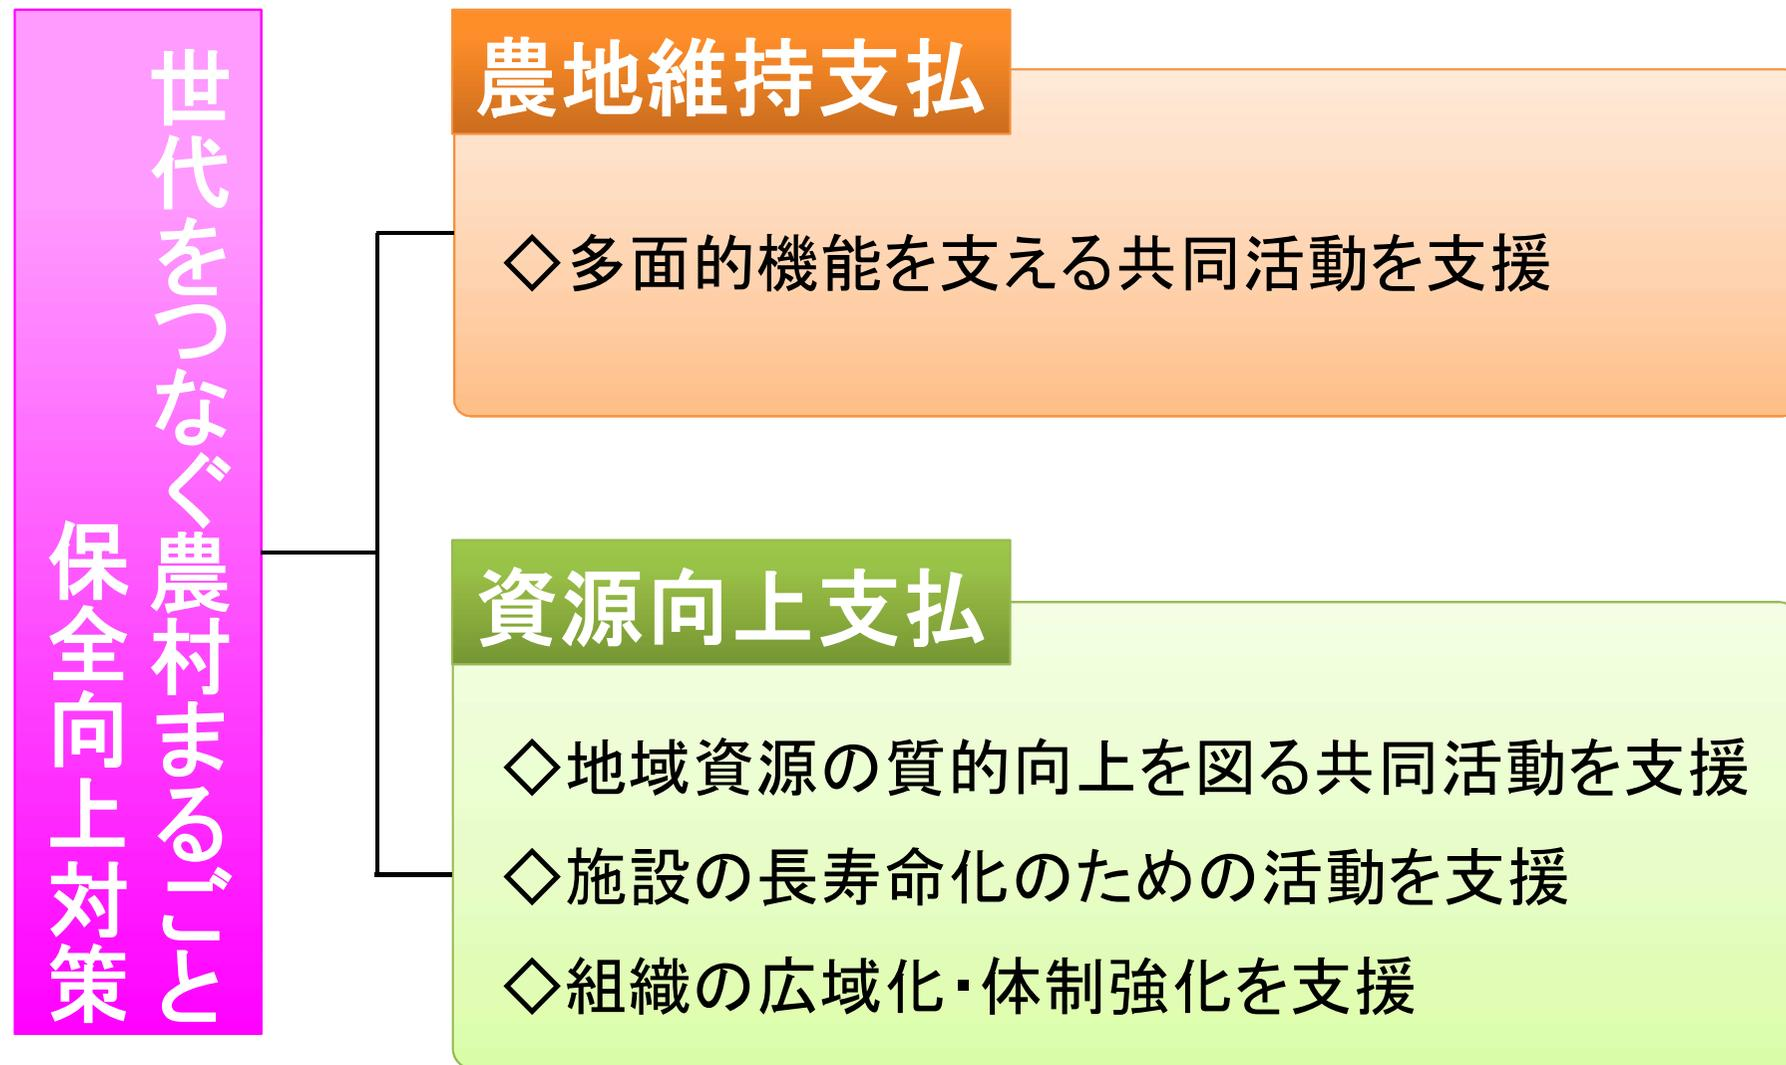 世代をつなぐ農村まるごと
保全向上対策
農地維持支払
◇多面的機能を支える共同活動を支援
資源向上支払
◇地域資源の質的向上を図る共同活動を支援
◇施設の長寿命化のための活動を支援
◇組織の広域化・体制強化を支援